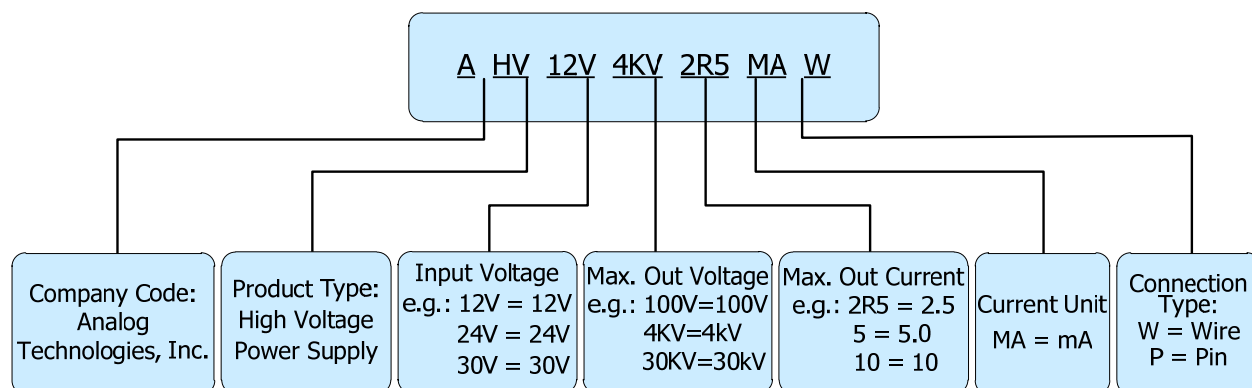 A HV 12V 4KV 2R5 MA W
Company Code:
Analog
Technologies, Inc.
Product Type:
High Voltage
Power Supply
Input Voltage
e.g.: 12V = 12V
24V = 24V
30V = 30V
Max. Out Voltage
e.g.: 100V=100V
4KV=4kV
30KV=30kV
Max. Out Current
e.g.: 2R5 = 2.5
5 = 5.0
10 = 10
Current Unit
MA = mA
Connection
Type:
W = Wire
P = Pin